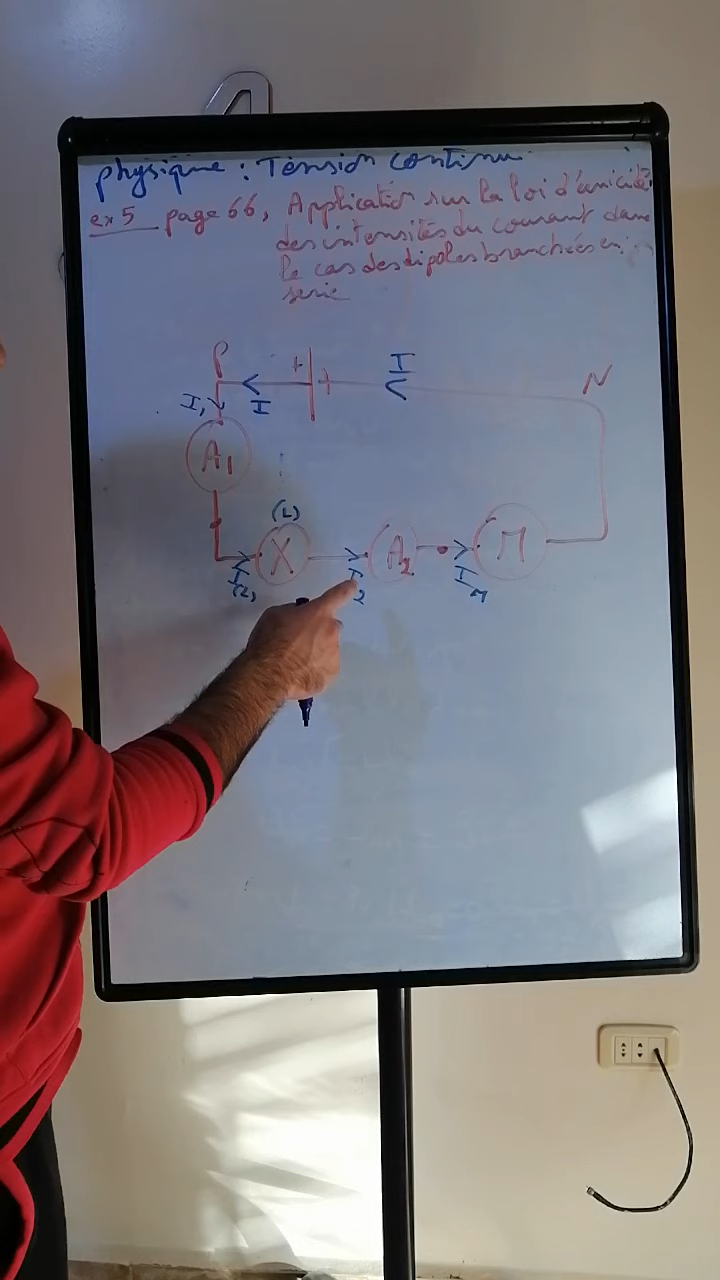 physique : Tension continu
ex 5 page 66, Application sur la loi d'unicité
des intensités du courant dans
le cas des dipoles branchées en
serie
P + + I N
I
I1
A1
(L)
X A2 M
I(L) I2 IM